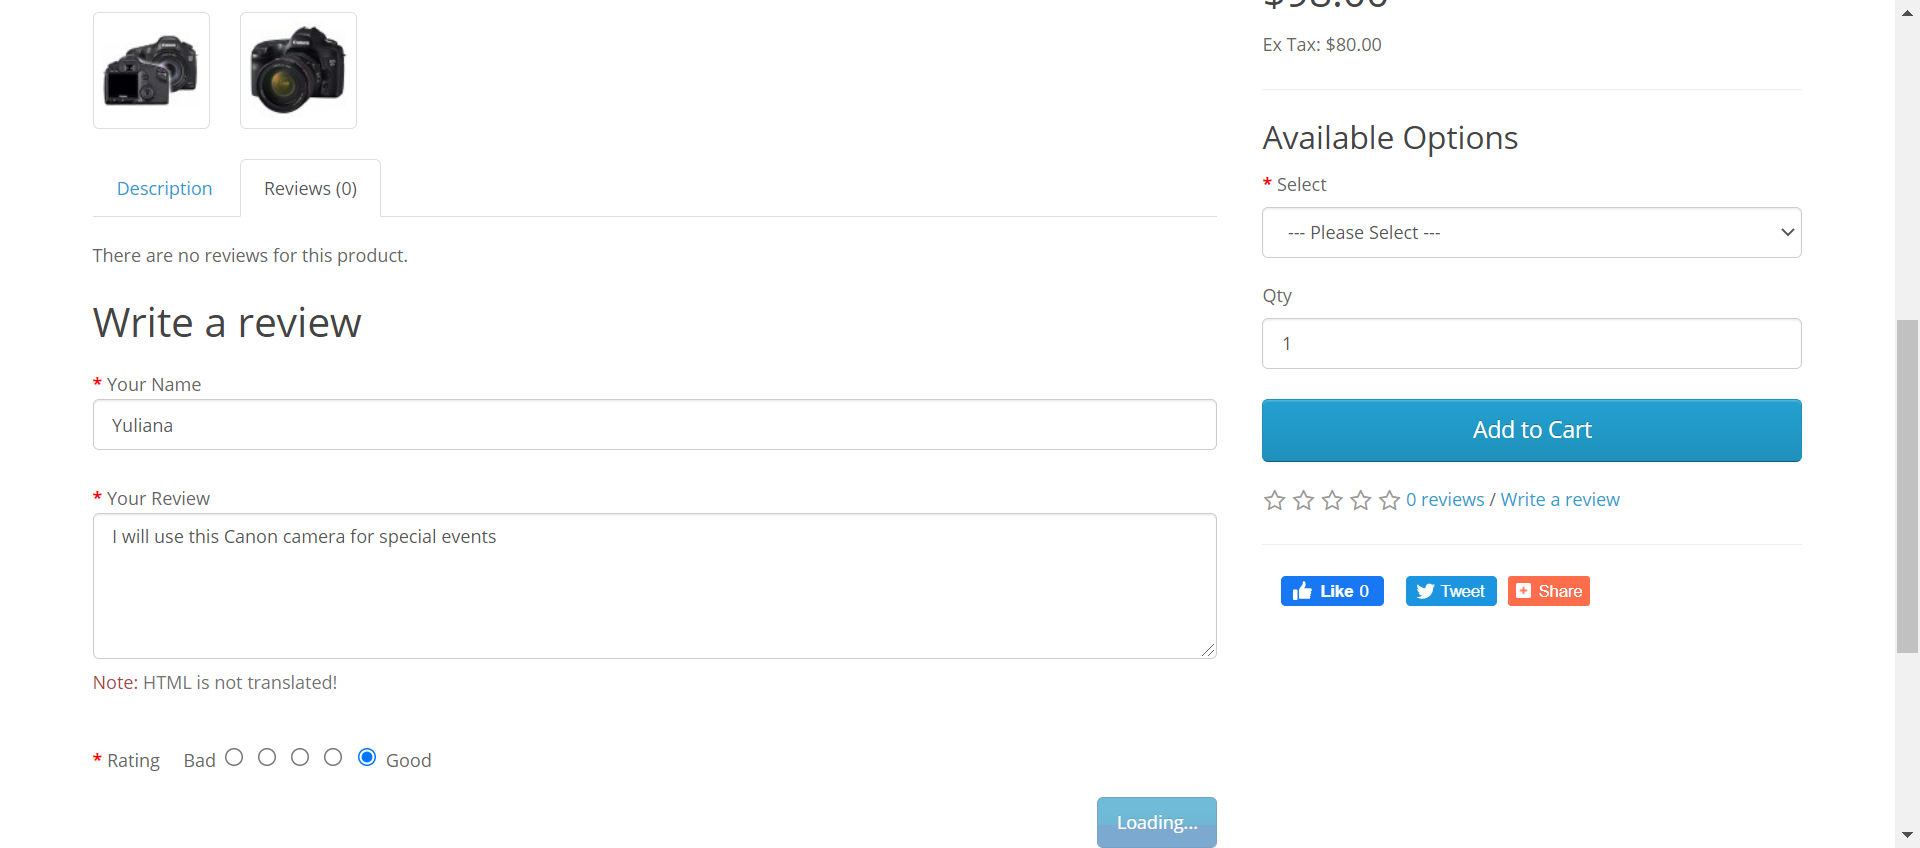 $98.00
Ex Tax: $80.00
Description
Reviews (0)
There are no reviews for this product.
Write a review
* Your Name
Yuliana
* Your Review
I will use this Canon camera for special events
Note: HTML is not translated!
* Rating Bad Good
Loading...
Available Options
* Select
--- Please Select ---
Qty
1
Add to Cart
0 reviews / Write a review
Like 0
Tweet
Share